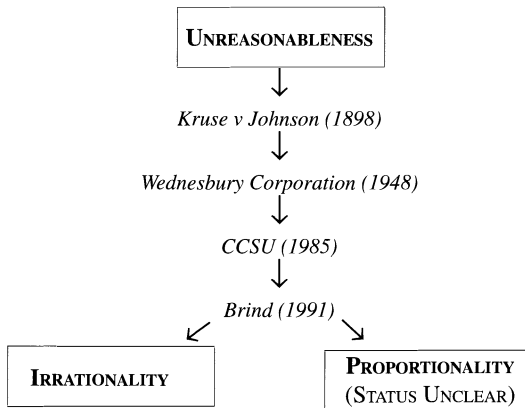 UNREASONABLENESS
Kruse v Johnson (1898)
Wednesbury Corporation (1948)
CCSU (1985)
Brind (1991)
IRRATIONALITY
PROPORTIONALITY
(STATUS UNCLEAR)